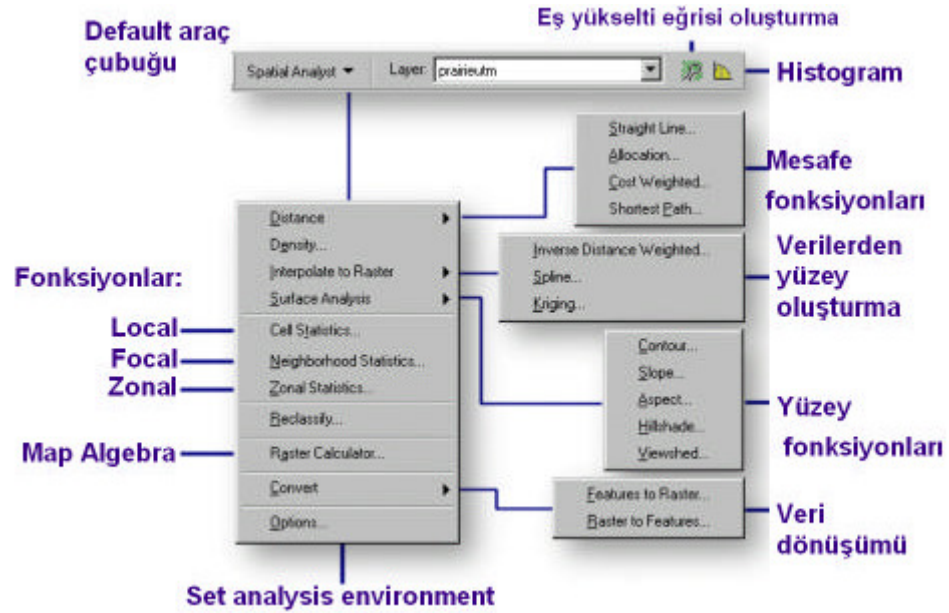 Eş yükselti eğrisi oluşturma
Default araç
çubuğu
Spatial Analyst
Layer: prairieutm
Histogram
Straight Line...
Allocation...
Cost Weighted...
Shortest Path...
Mesafe
fonksiyonları
Distance
Density...
Interpolate to Raster
Surface Analysis
Cell Statistics...
Neighborhood Statistics...
Zonal Statistics...
Reclassify...
Raster Calculator...
Convert
Options...
Inverse Distance Weighted...
Spline...
Kriging...
Verilerden
yüzey
oluşturma
Fonksiyonlar:
Local
Focal
Zonal
Map Algebra
Contour...
Slope...
Aspect...
Hillshade...
Viewshed...
Yüzey
fonksiyonları
Features to Raster...
Raster to Features...
Veri
dönüşümü
Set analysis environment